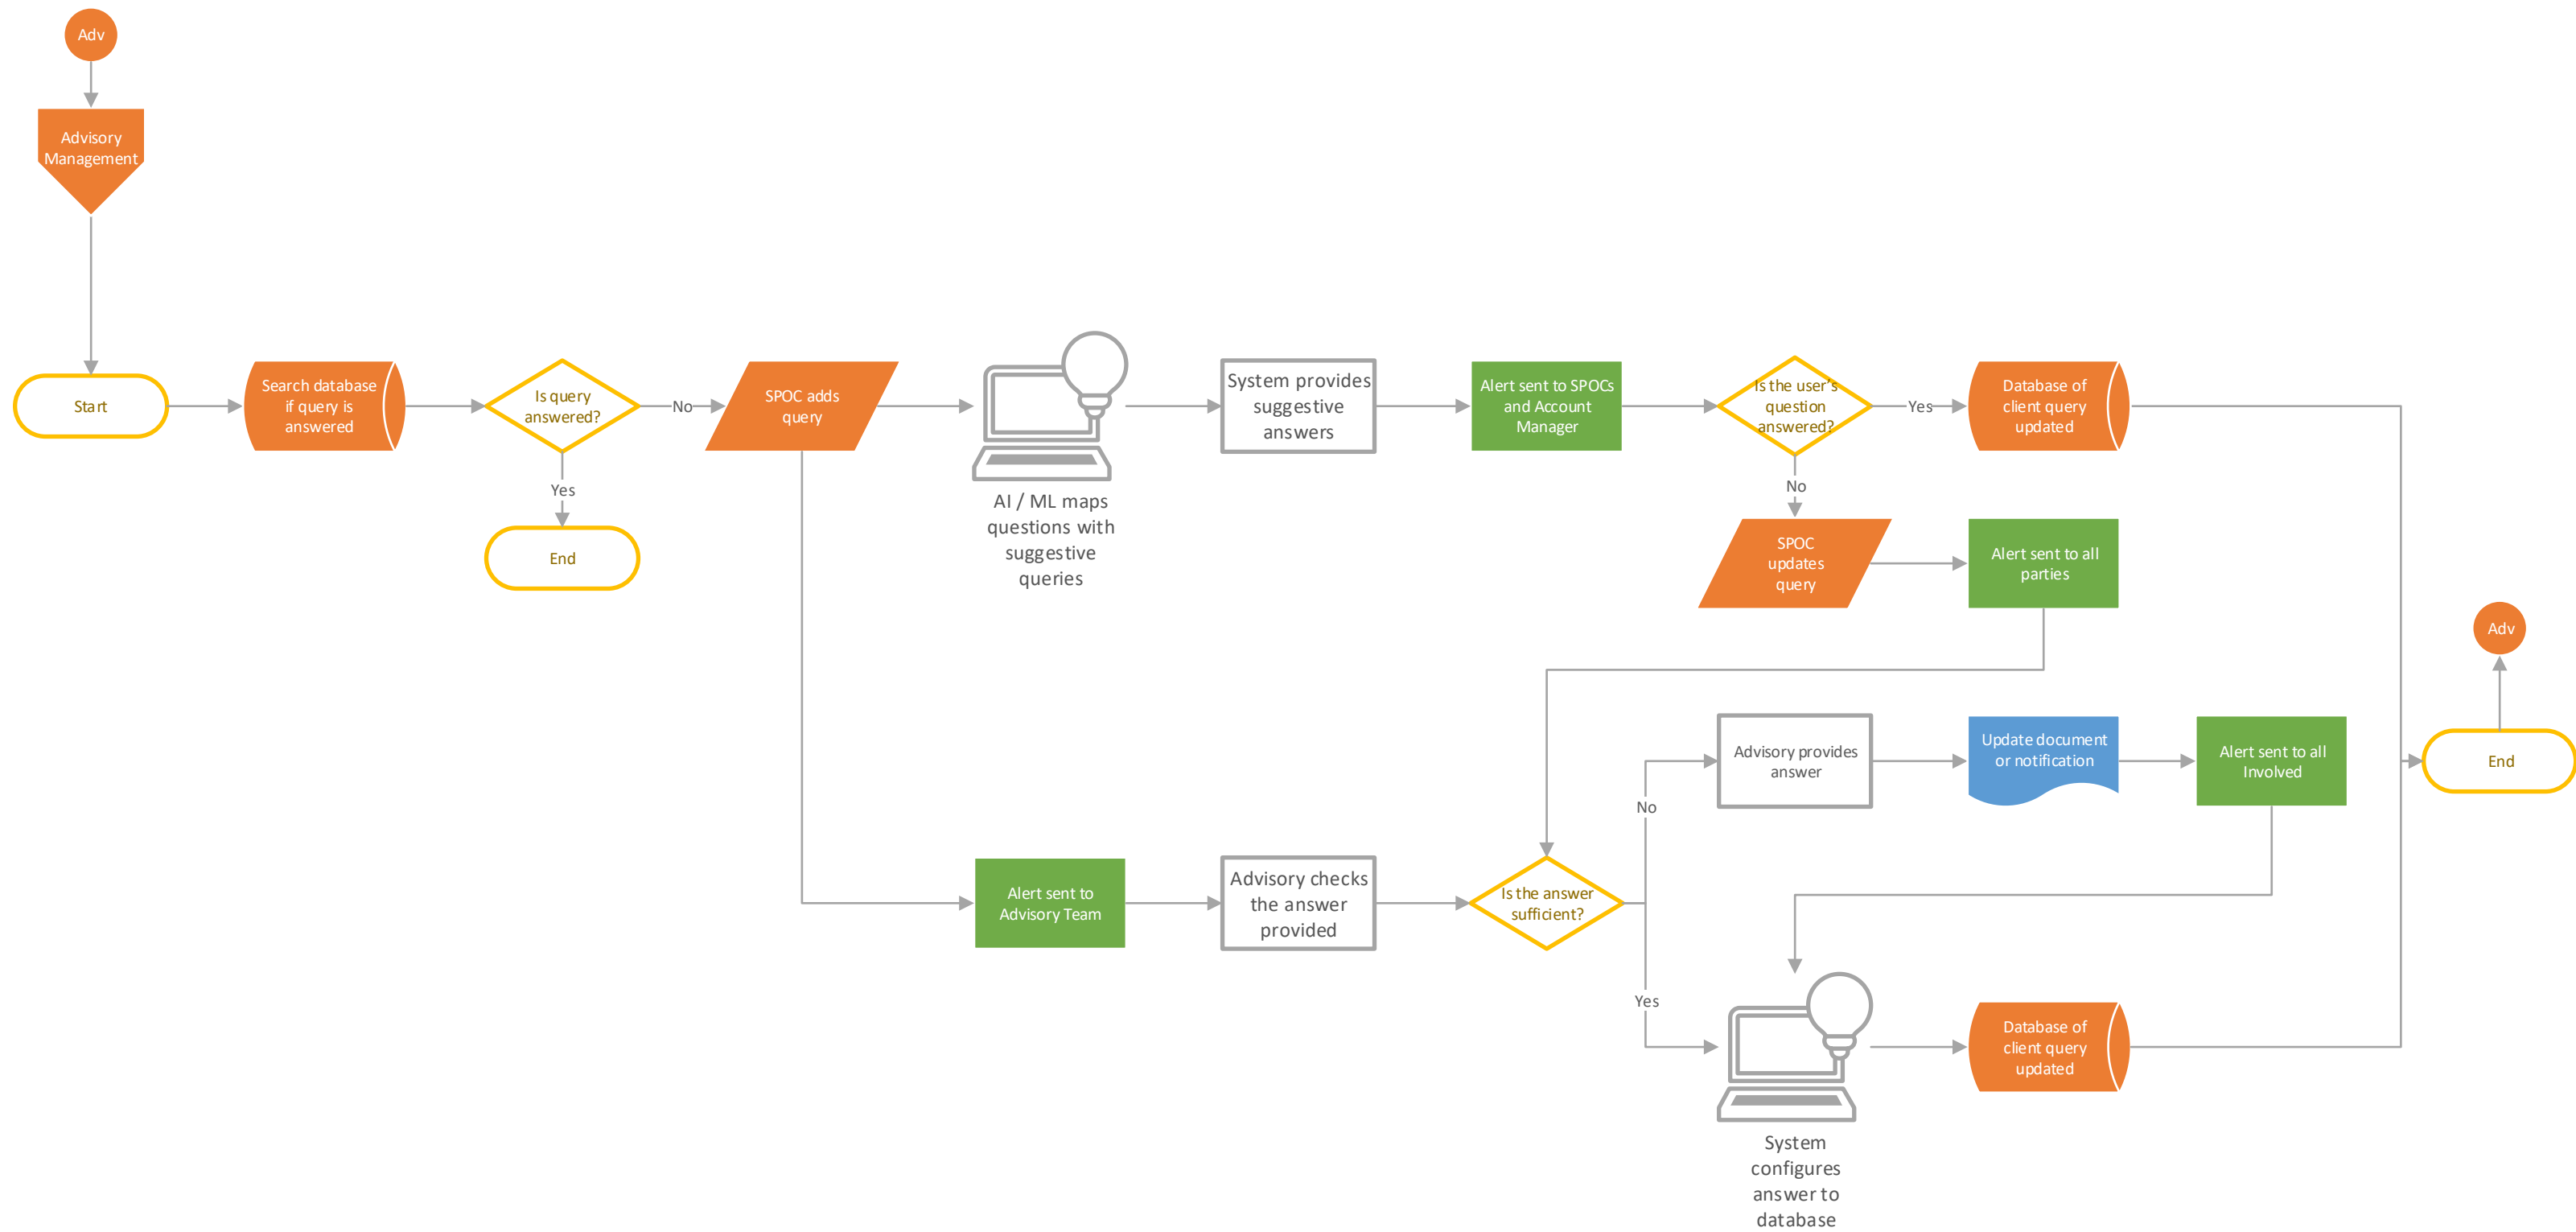 Adv
Advisory
Management
Start
Search database
if query is
answered
Is query
answered?
No
Yes
End
SPOC adds
query
AI / ML maps
questions with
suggestive
queries
System provides
suggestive
answers
Alert sent to SPOCs
and Account
Manager
Is the user's
question
answered?
Yes
Database of
client query
updated
No
SPOC
updates
query
Alert sent to all
parties
Adv
Advisory provides
answer
Update document
or notification
Alert sent to all
Involved
End
No
Alert sent to
Advisory Team
Advisory checks
the answer
provided
Is the answer
sufficient?
Yes
System
configures
answer to
database
Database of
client query
updated